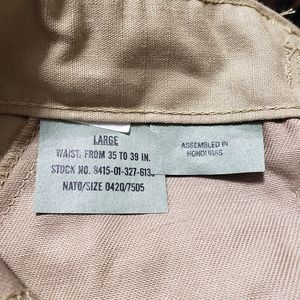 LARGE
WAIST: FROM 35 TO 39 IN.
STOCK NO. 8415-01-327-613
NATO/SIZE 0420/7505
ASSEMBLED IN
HONDURAS